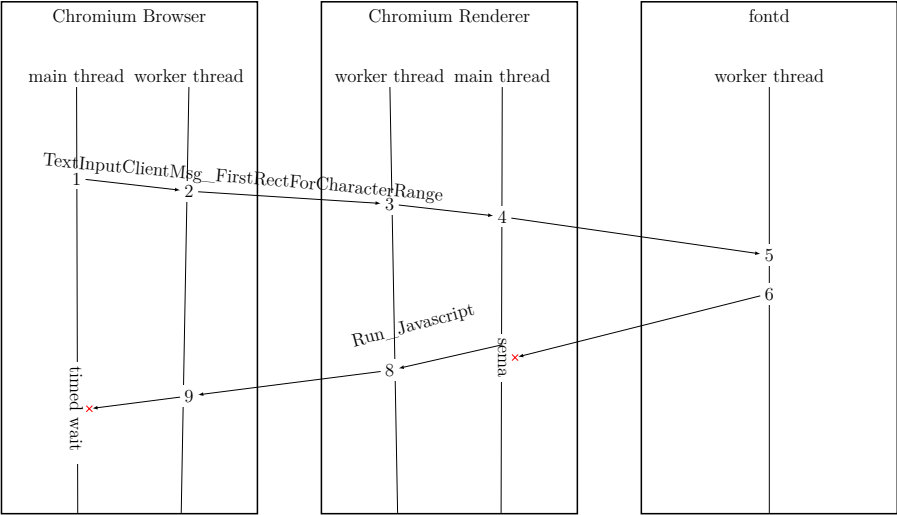 Chromium Browser
Chromium Renderer
fontd
main thread
worker thread
worker thread
main thread
worker thread
TextInputClientMsg_FirstRectForCharacterRange
1
2
3
4
5
6
Run_Javascript
sema
8
9
timed wait